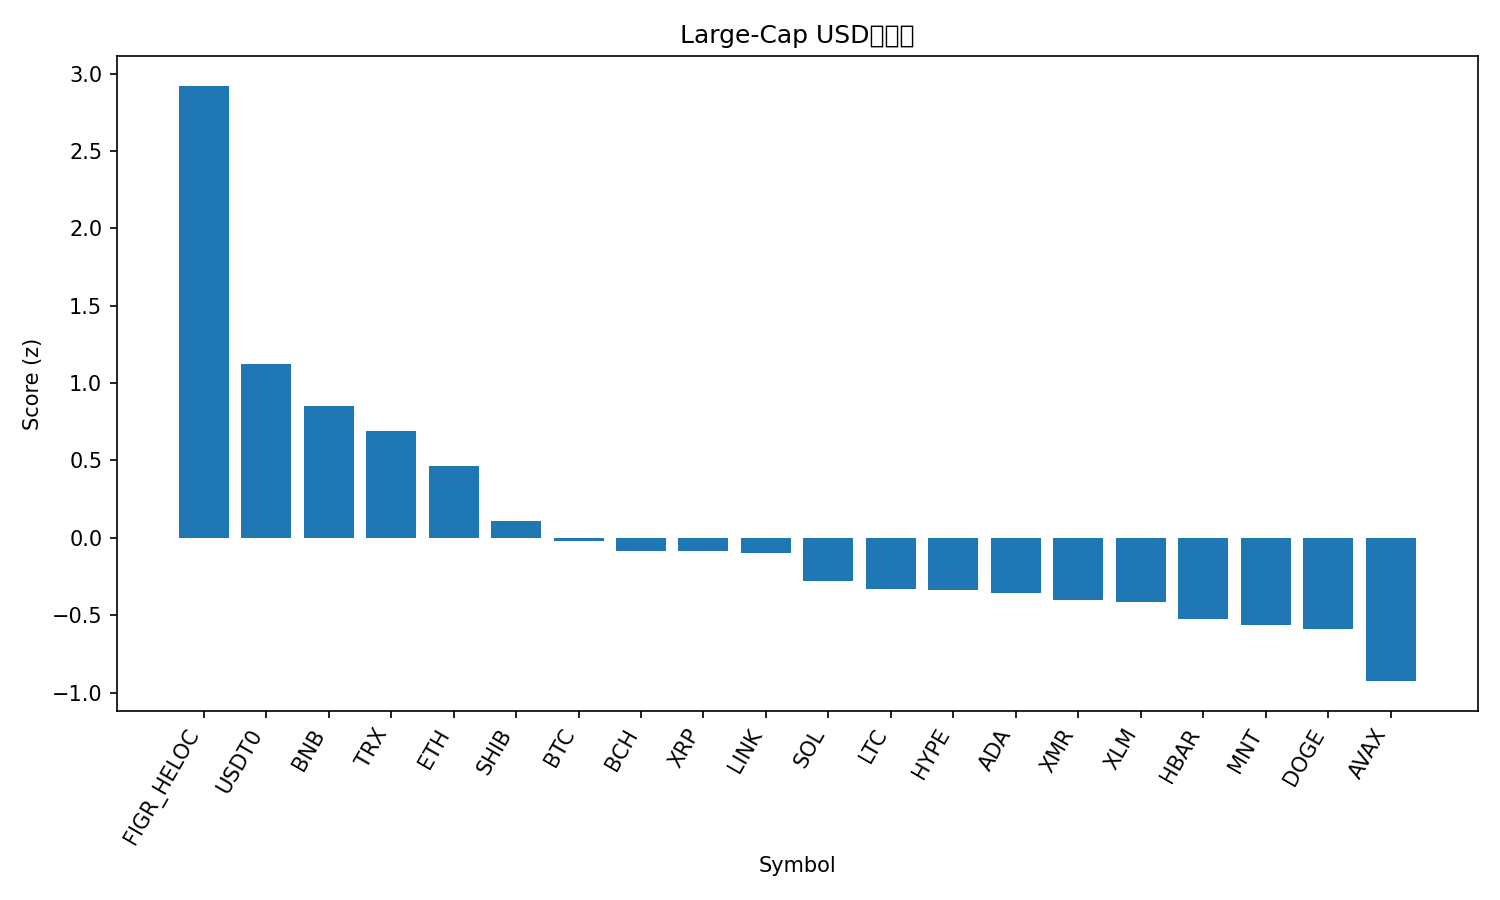 Large-Cap USD
Score (z)
3.0
2.5
2.0
1.5
1.0
0.5
0.0
−0.5
−1.0
FIGR_HELOC
USDT0
BNB
TRX
ETH
SHIB
BTC
BCH
XRP
LINK
SOL
LTC
HYPE
ADA
XMR
XLM
HBAR
MNT
DOGE
AVAX
Symbol